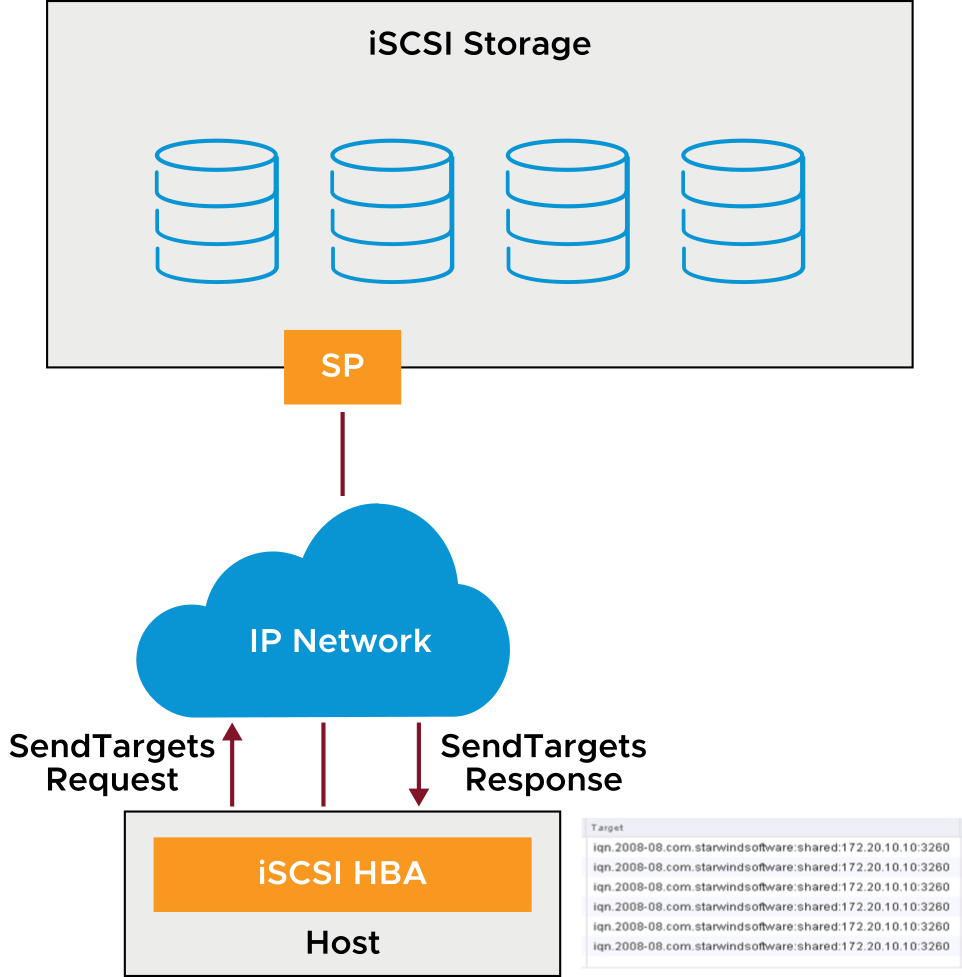 iSCSI Storage
SP
IP Network
SendTargets
Request
SendTargets
Response
iSCSI HBA
Host
Target
iqn.2008-08.com.starwindsoftware:shared:172.20.10.10:3260
iqn.2008-08.com.starwindsoftware:shared:172.20.10.10:3260
iqn.2008-08.com.starwindsoftware:shared:172.20.10.10:3260
iqn.2008-08.com.starwindsoftware:shared:172.20.10.10:3260
iqn.2008-08.com.starwindsoftware:shared:172.20.10.10:3260
iqn.2008-08.com.starwindsoftware:shared:172.20.10.10:3260